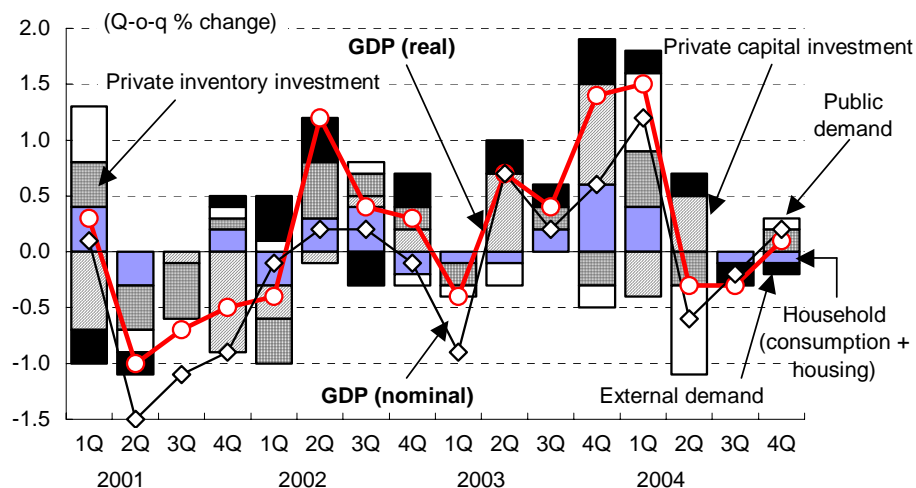 (Q-o-q % change)
2.0
1.5
1.0
0.5
0.0
-0.5
-1.0
-1.5
GDP (real)
Private capital investment
Private inventory investment
Public
demand
Household
(consumption +
housing)
GDP (nominal)
External demand
1Q 2Q 3Q 4Q 1Q 2Q 3Q 4Q 1Q 2Q 3Q 4Q 1Q 2Q 3Q 4Q
2001 2002 2003 2004